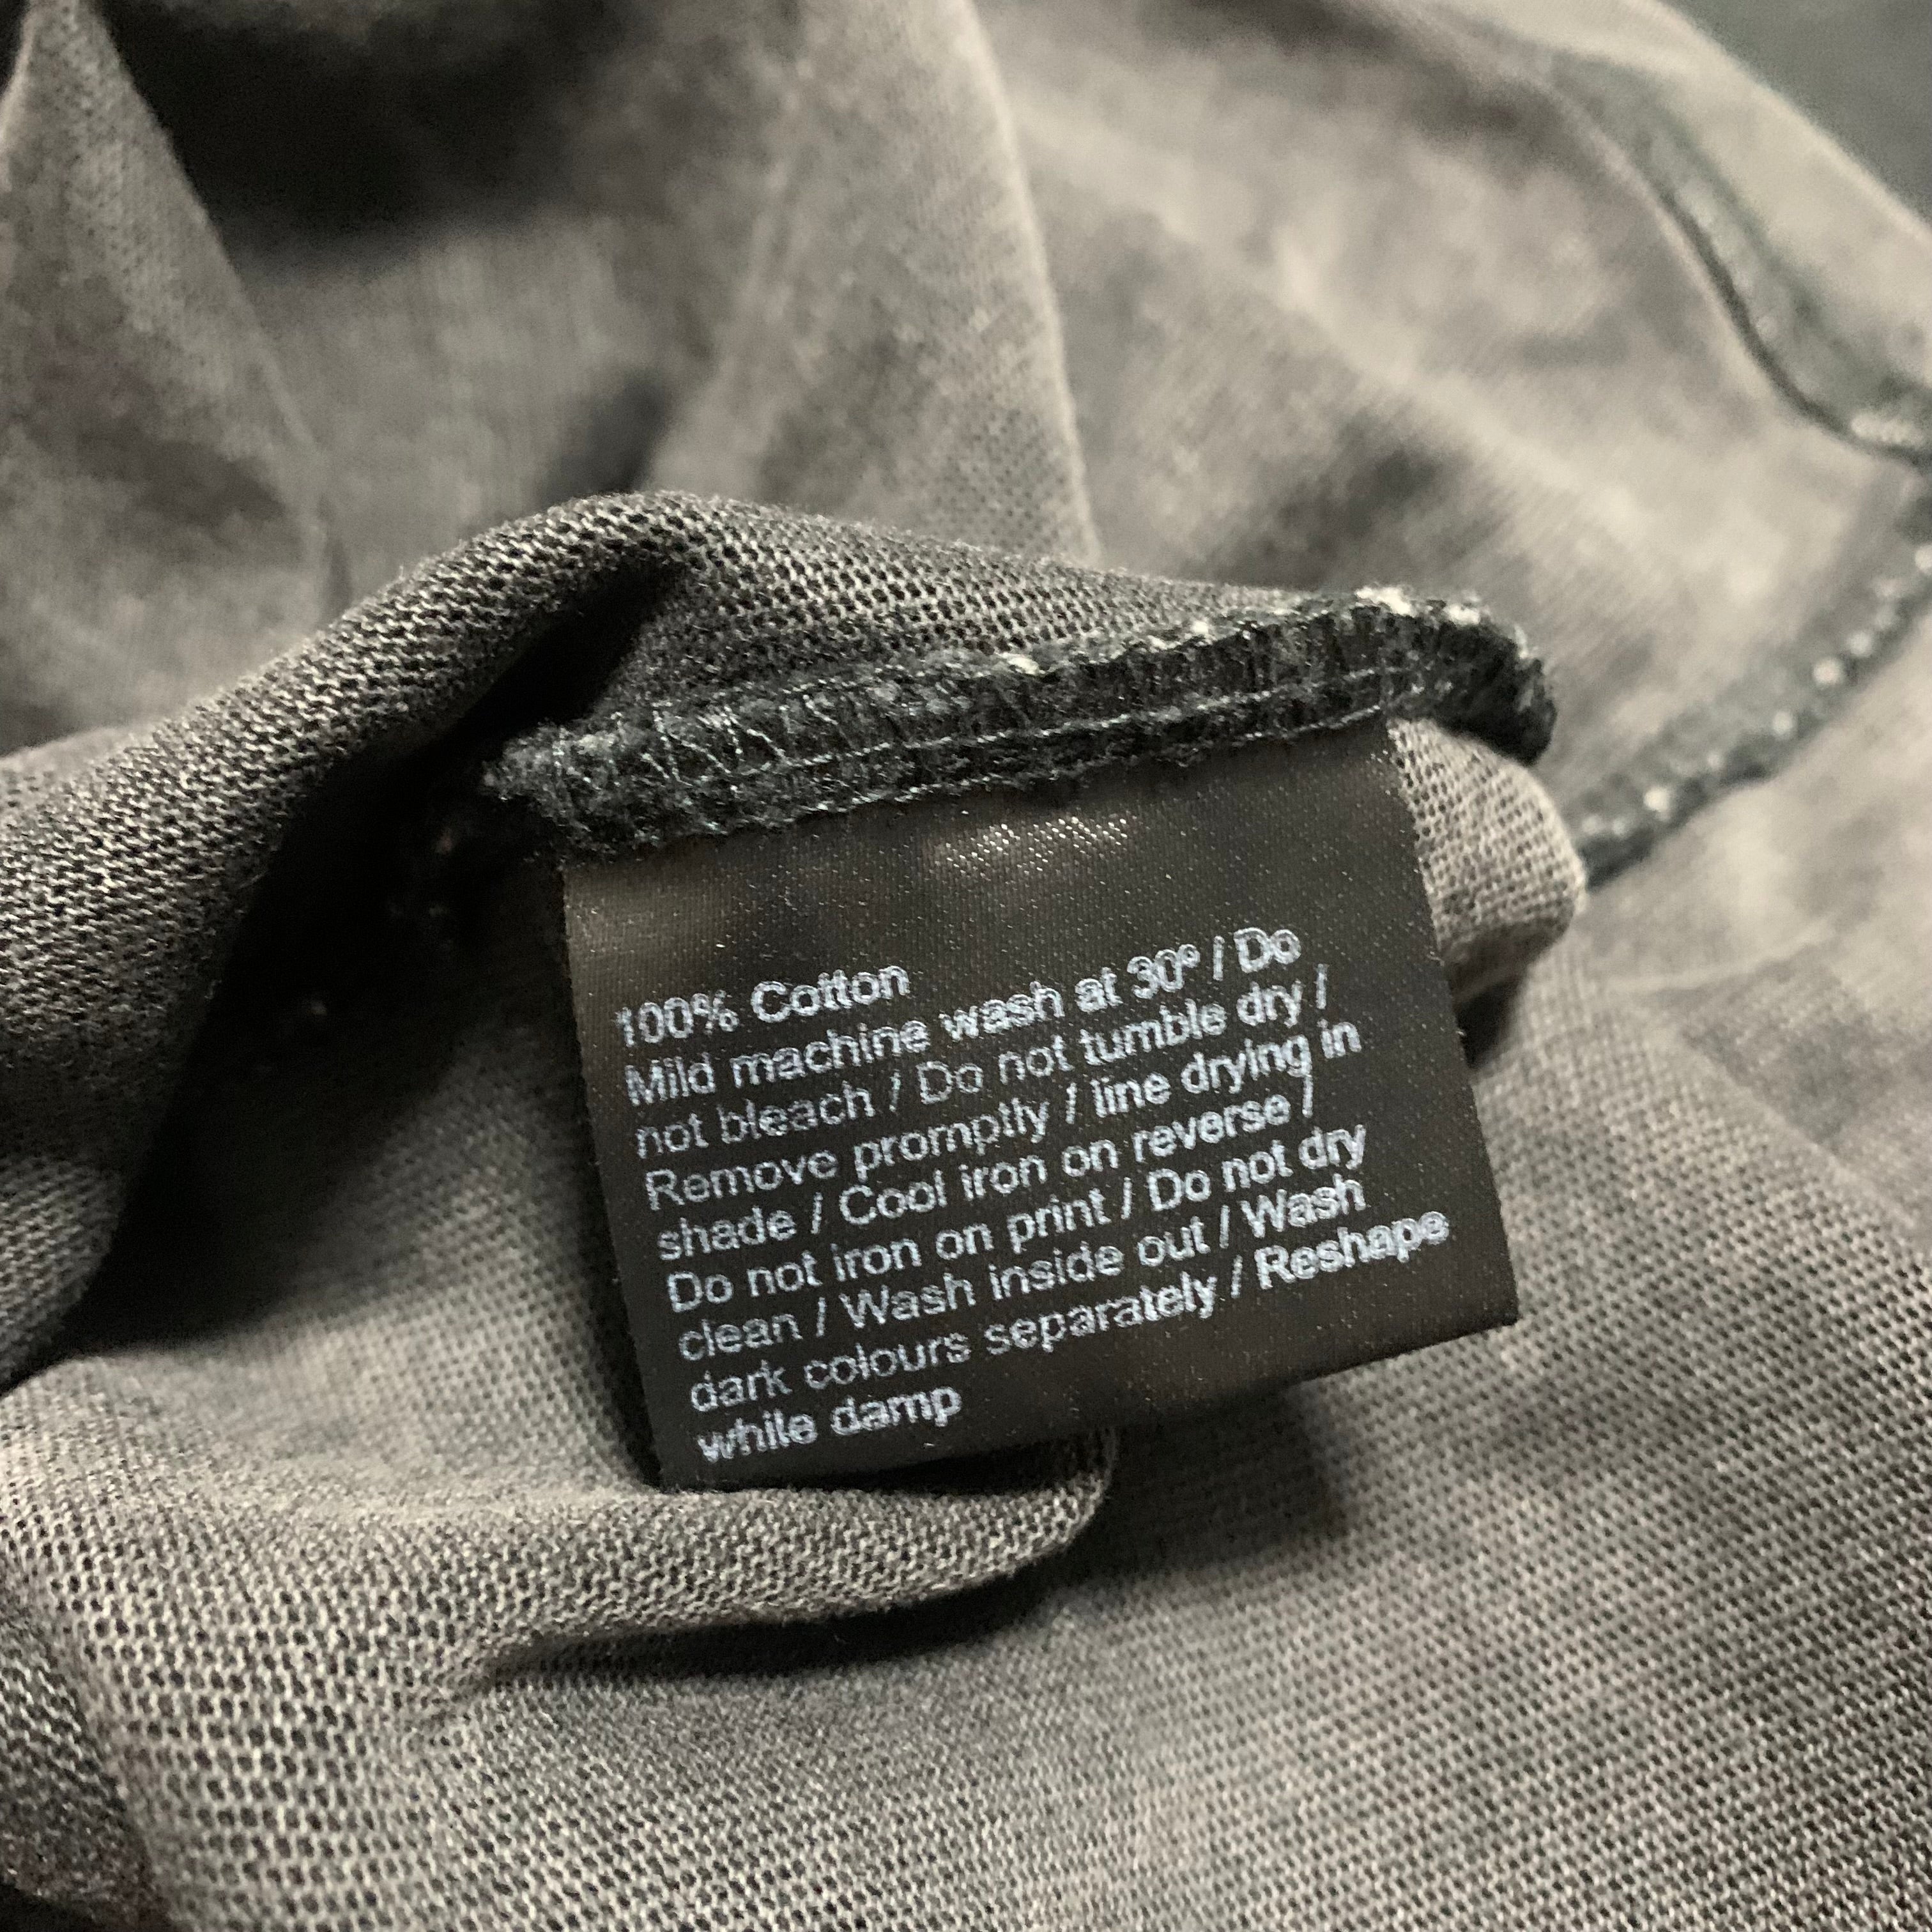 100% Cotton
Mild machine wash at 30º / Do
not bleach / Do not tumble dry /
Remove promptly / line drying in
shade / Cool iron on reverse /
Do not iron on print / Do not dry
clean / Wash inside out / Wash
dark colours separately / Reshape
while damp